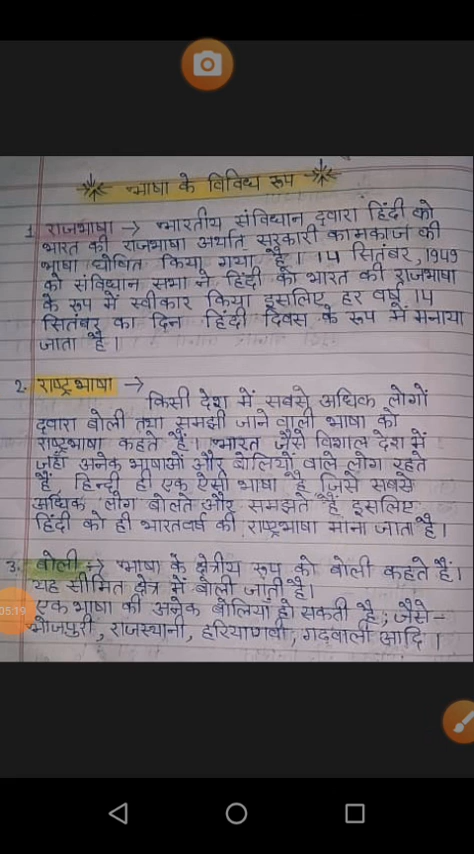 भाषा के विविध रूप
1. राजभाषा → भारतीय संविधान द्वारा हिंदी को
भारत की राजभाषा अर्थात सरकारी कामकाज की
भाषा घोषित किया गया है। 14 सितंबर, 1949
को संविधान सभा ने हिंदी को भारत की राजभाषा
के रूप में स्वीकार किया इसलिए हर वर्ष 14
सितंबर का दिन हिंदी दिवस के रूप में मनाया
जाता है।
2. राष्ट्रभाषा →
किसी देश में सबसे अधिक लोगों
द्वारा बोली तथा समझी जाने वाली भाषा को
राष्ट्रभाषा कहते हैं। भारत जैसे विशाल देश में
जहाँ अनेक भाषाओं और बोलियों वाले लोग रहते
हैं, हिन्दी ही एक ऐसी भाषा है जिसे सबसे
अधिक लोग बोलते और समझते हैं इसलिए
हिंदी को ही भारतवर्ष की राष्ट्रभाषा माना जाता है।
3. बोली → भाषा के क्षेत्रीय रूप को बोली कहते हैं।
यह सीमित क्षेत्र में बोली जाती है।
05:19
एक भाषा की अनेक बोलियाँ हो सकती है; जैसे-
भोजपुरी, राजस्थानी, हरियाणवी, गढ़वाली आदि।